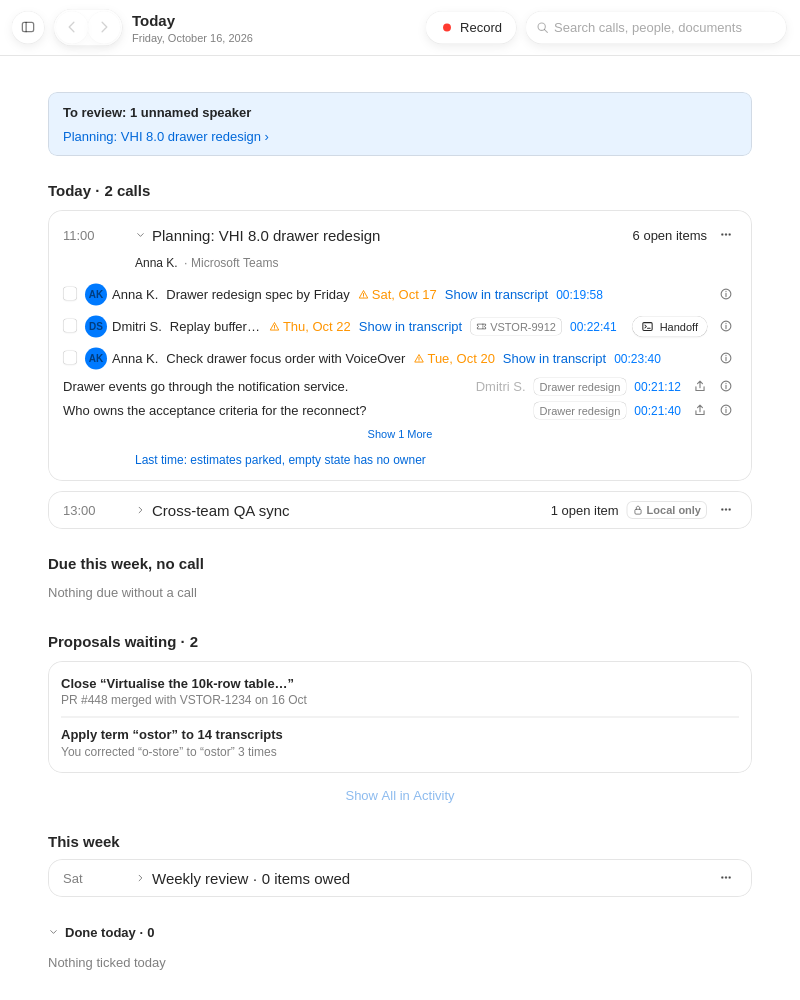 Today
Friday, October 16, 2026
Record
Search calls, people, documents
To review: 1 unnamed speaker
Planning: VHI 8.0 drawer redesign ›
Today · 2 calls
11:00 Planning: VHI 8.0 drawer redesign 6 open items
Anna K. · Microsoft Teams
AK Anna K. Drawer redesign spec by Friday Sat, Oct 17 Show in transcript 00:19:58
DS Dmitri S. Replay buffer… Thu, Oct 22 Show in transcript VSTOR-9912 00:22:41 Handoff
AK Anna K. Check drawer focus order with VoiceOver Tue, Oct 20 Show in transcript 00:23:40
Drawer events go through the notification service. Dmitri S. Drawer redesign 00:21:12
Who owns the acceptance criteria for the reconnect? Drawer redesign 00:21:40
Show 1 More
Last time: estimates parked, empty state has no owner
13:00 Cross-team QA sync 1 open item Local only
Due this week, no call
Nothing due without a call
Proposals waiting · 2
Close “Virtualise the 10k-row table…”
PR #448 merged with VSTOR-1234 on 16 Oct
Apply term “ostor” to 14 transcripts
You corrected “o-store” to “ostor” 3 times
Show All in Activity
This week
Sat Weekly review · 0 items owed
Done today · 0
Nothing ticked today